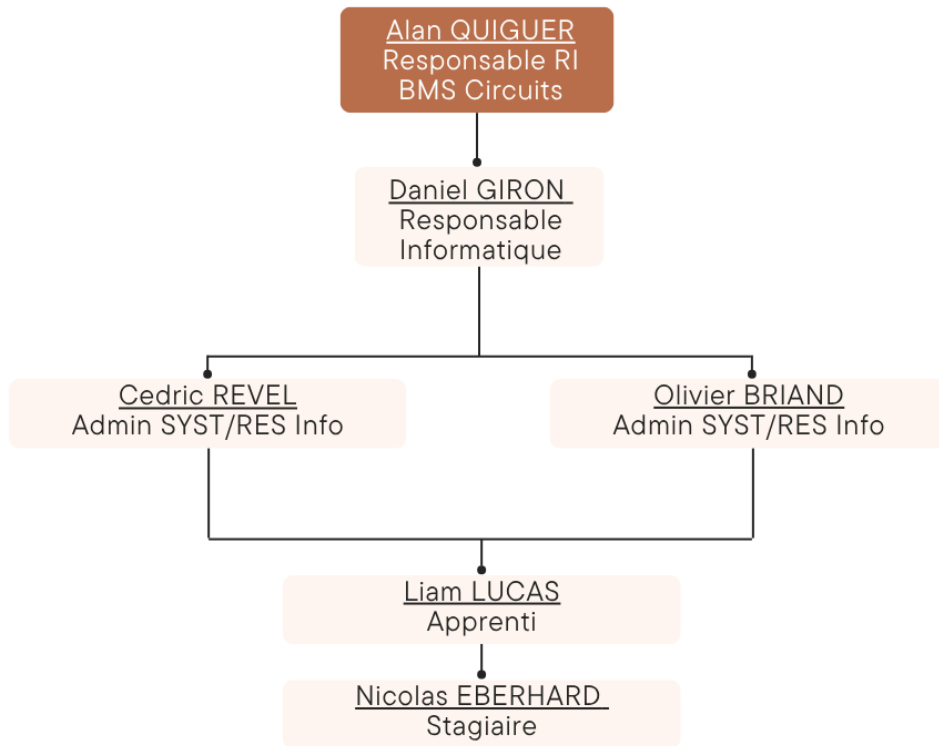 Alan QUIGUER
Responsable RI
BMS Circuits
Daniel GIRON
Responsable
Informatique
Cedric REVEL
Admin SYST/RES Info
Olivier BRIAND
Admin SYST/RES Info
Liam LUCAS
Apprenti
Nicolas EBERHARD
Stagiaire